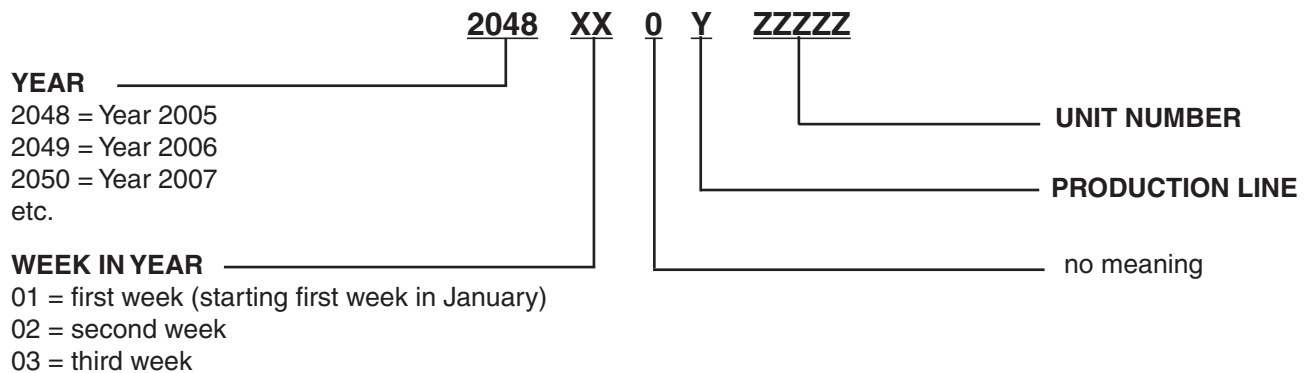 2048 XX 0 Y ZZZZZ
YEAR
2048 = Year 2005
2049 = Year 2006
2050 = Year 2007
etc.
UNIT NUMBER
PRODUCTION LINE
WEEK IN YEAR
no meaning
01 = first week (starting first week in January)
02 = second week
03 = third week